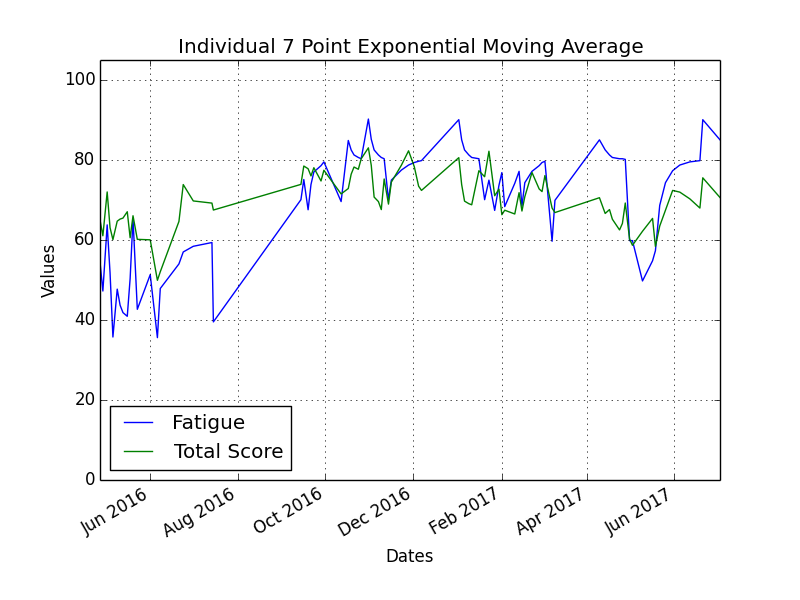 Individual 7 Point Exponential Moving Average
100
80
60
40
20
0
Values
Fatigue
Total Score
Jun 2016
Aug 2016
Oct 2016
Dec 2016
Feb 2017
Apr 2017
Jun 2017
Dates